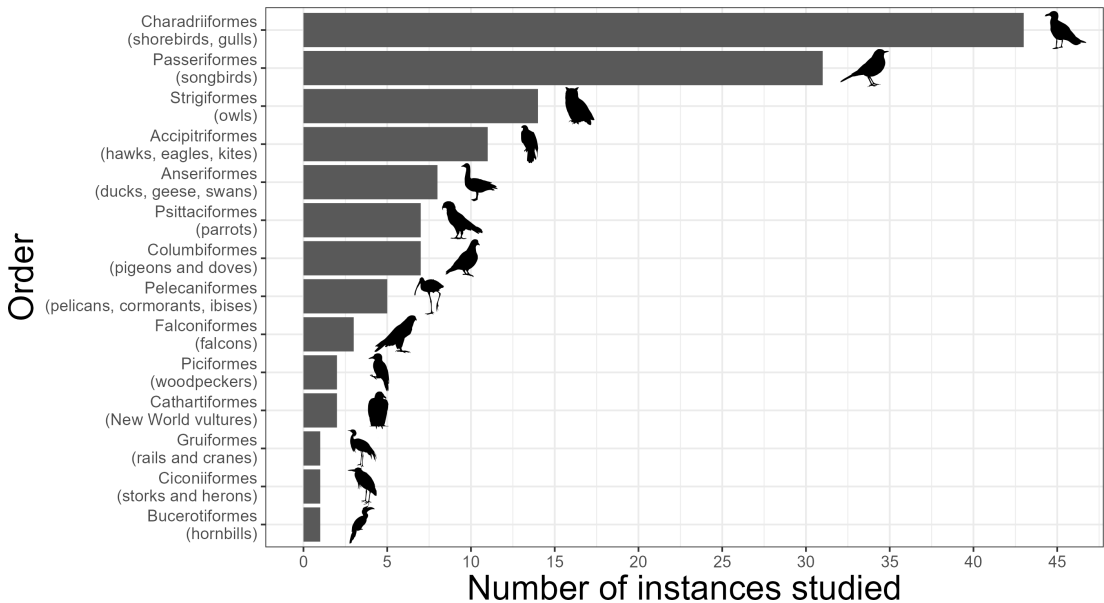 Charadriiformes
(shorebirds, gulls)
Passeriformes
(songbirds)
Strigiformes
(owls)
Accipitriformes
(hawks, eagles, kites)
Anseriformes
(ducks, geese, swans)
Psittaciformes
(parrots)
Columbiformes
(pigeons and doves)
Pelecaniformes
(pelicans, cormorants, ibises)
Falconiformes
(falcons)
Piciformes
(woodpeckers)
Cathartiformes
(New World vultures)
Gruiformes
(rails and cranes)
Ciconiiformes
(storks and herons)
Bucerotiformes
(hornbills)
Order
0 5 10 15 20 25 30 35 40 45
Number of instances studied